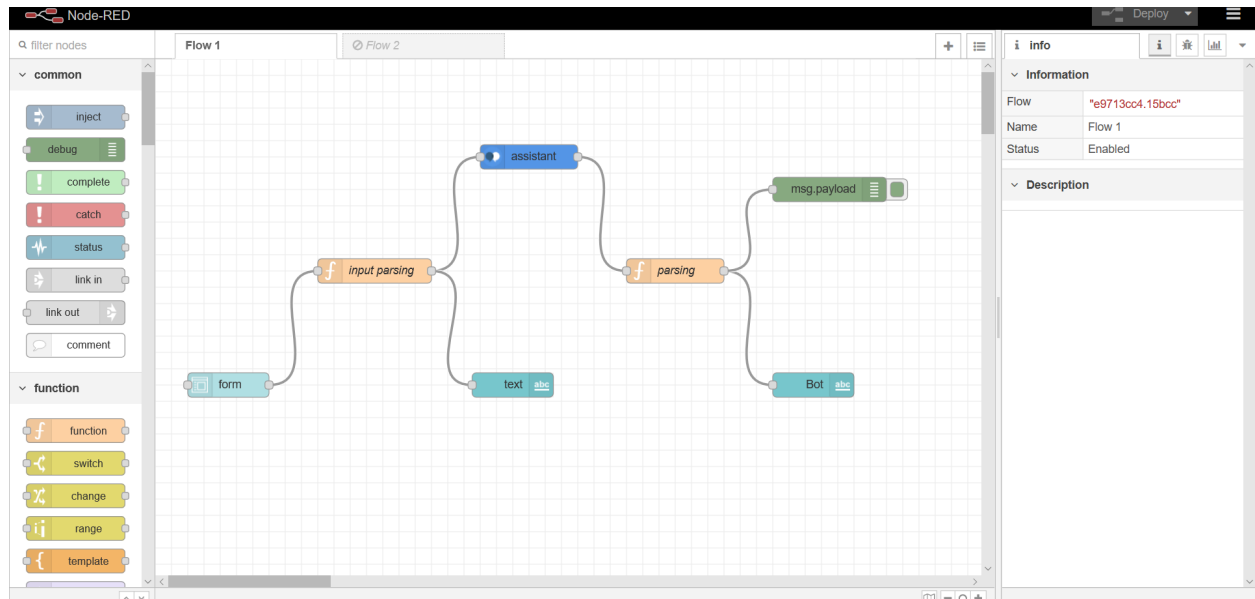 Node-RED
Deploy
filter nodes
Flow 1
Flow 2
i info
i
common
Information
inject
Flow "e9713cc4.15bcc"
debug
Name Flow 1
assistant
Status Enabled
complete
msg.payload
Description
catch
status
input parsing
parsing
link in
link out
comment
form
text abc
Bot abc
function
function
switch
change
range
template